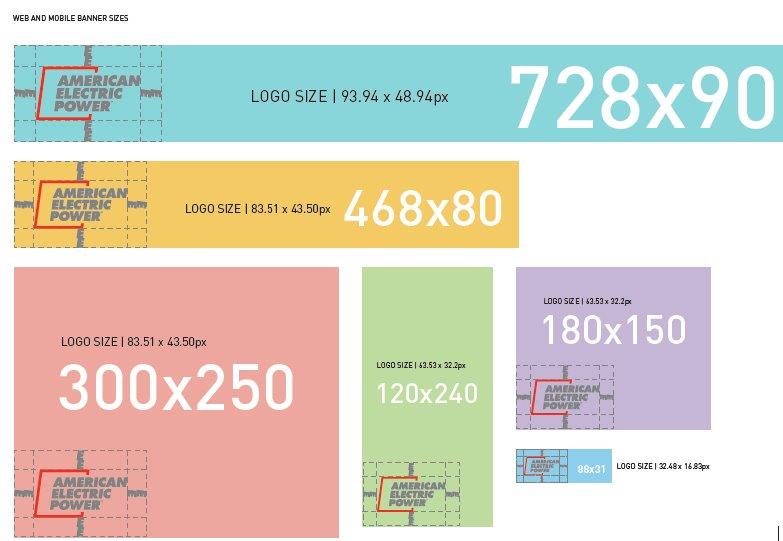 WEB AND MOBILE BANNER SIZES
AMERICAN
ELECTRIC
POWER
LOGO SIZE | 93.94 x 48.94px
728x90
AMERICAN
ELECTRIC
POWER
LOGO SIZE | 83.51 x 43.50px
468x80
LOGO SIZE | 83.51 x 43.50px
300x250
AMERICAN
ELECTRIC
POWER
LOGO SIZE | 63.53 x 32.2px
120x240
AMERICAN
ELECTRIC
POWER
LOGO SIZE | 63.53 x 32.2px
180x150
AMERICAN
ELECTRIC
POWER
AMERICAN
ELECTRIC
POWER
88x31
LOGO SIZE | 32.48 x 16.83px